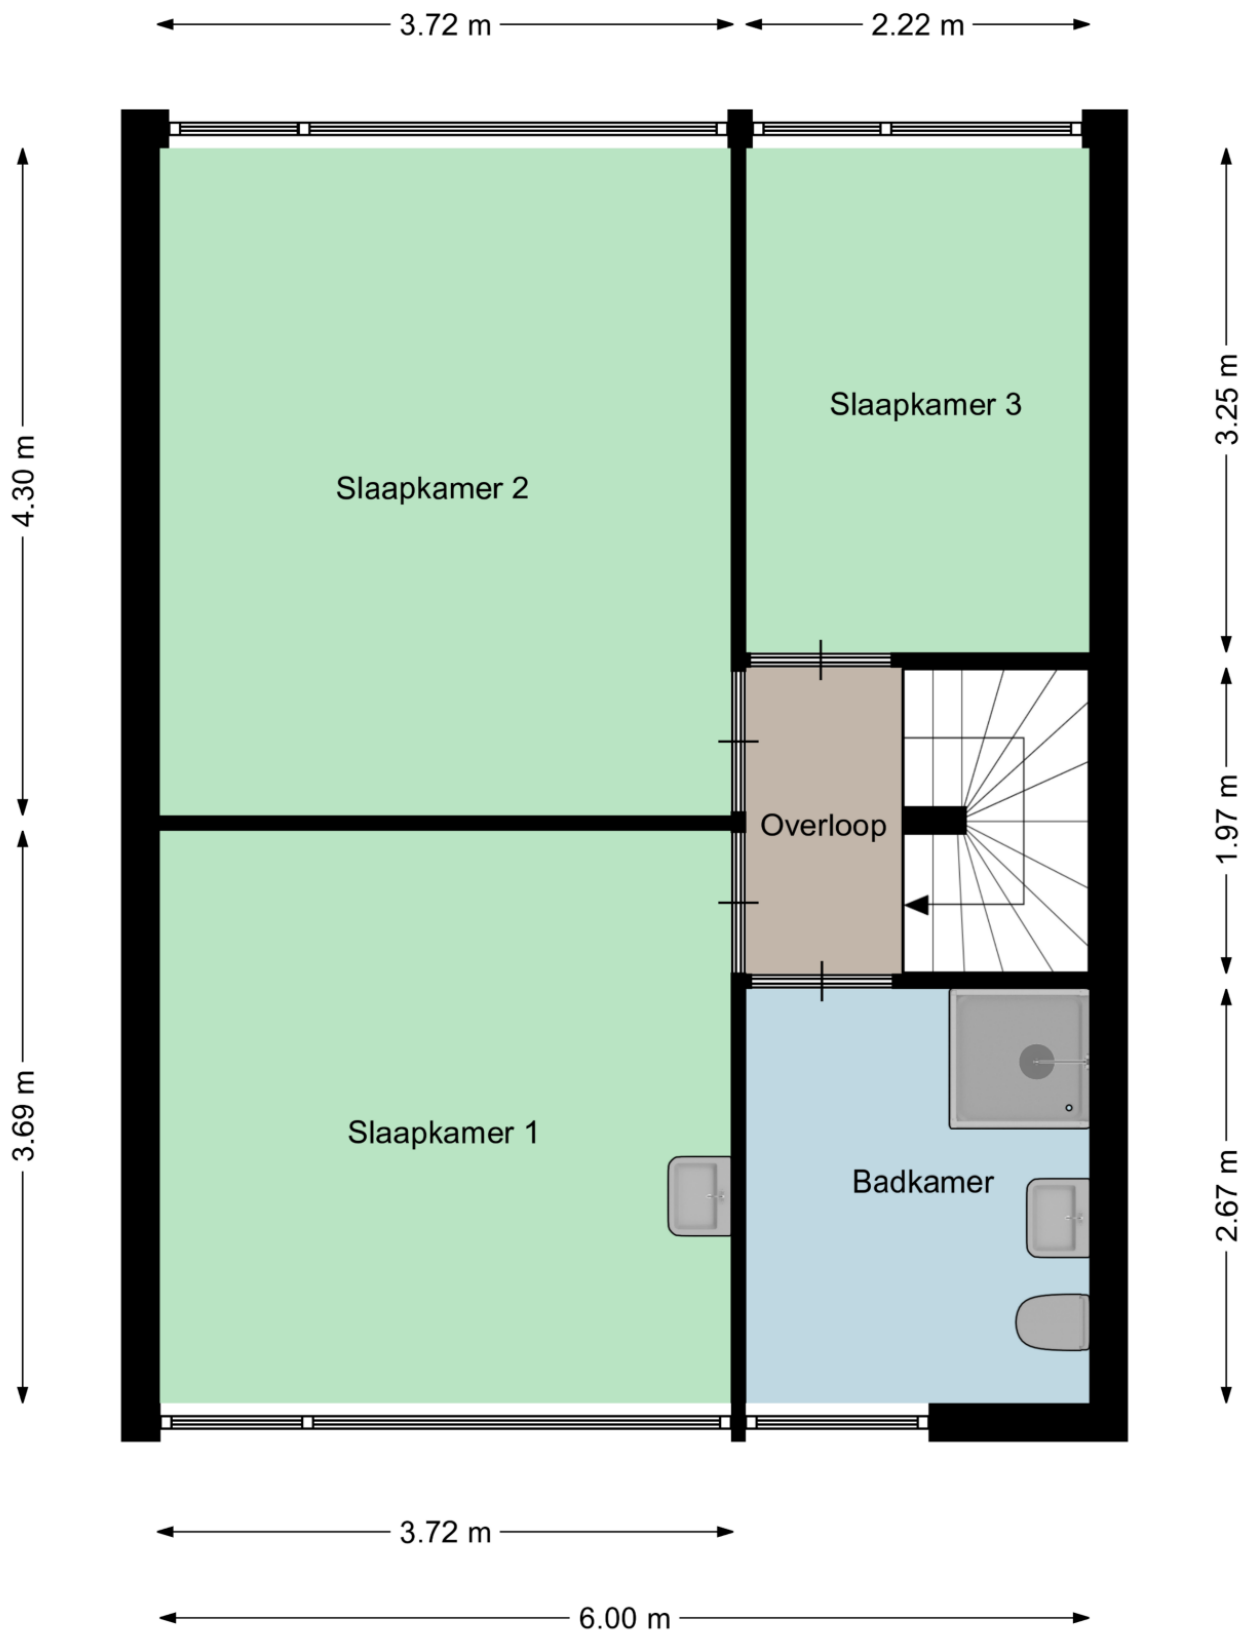 3.72 m
2.22 m
4.30 m
3.25 m
Slaapkamer 3
Slaapkamer 2
1.97 m
Overloop
3.69 m
Slaapkamer 1
Badkamer
2.67 m
3.72 m
6.00 m